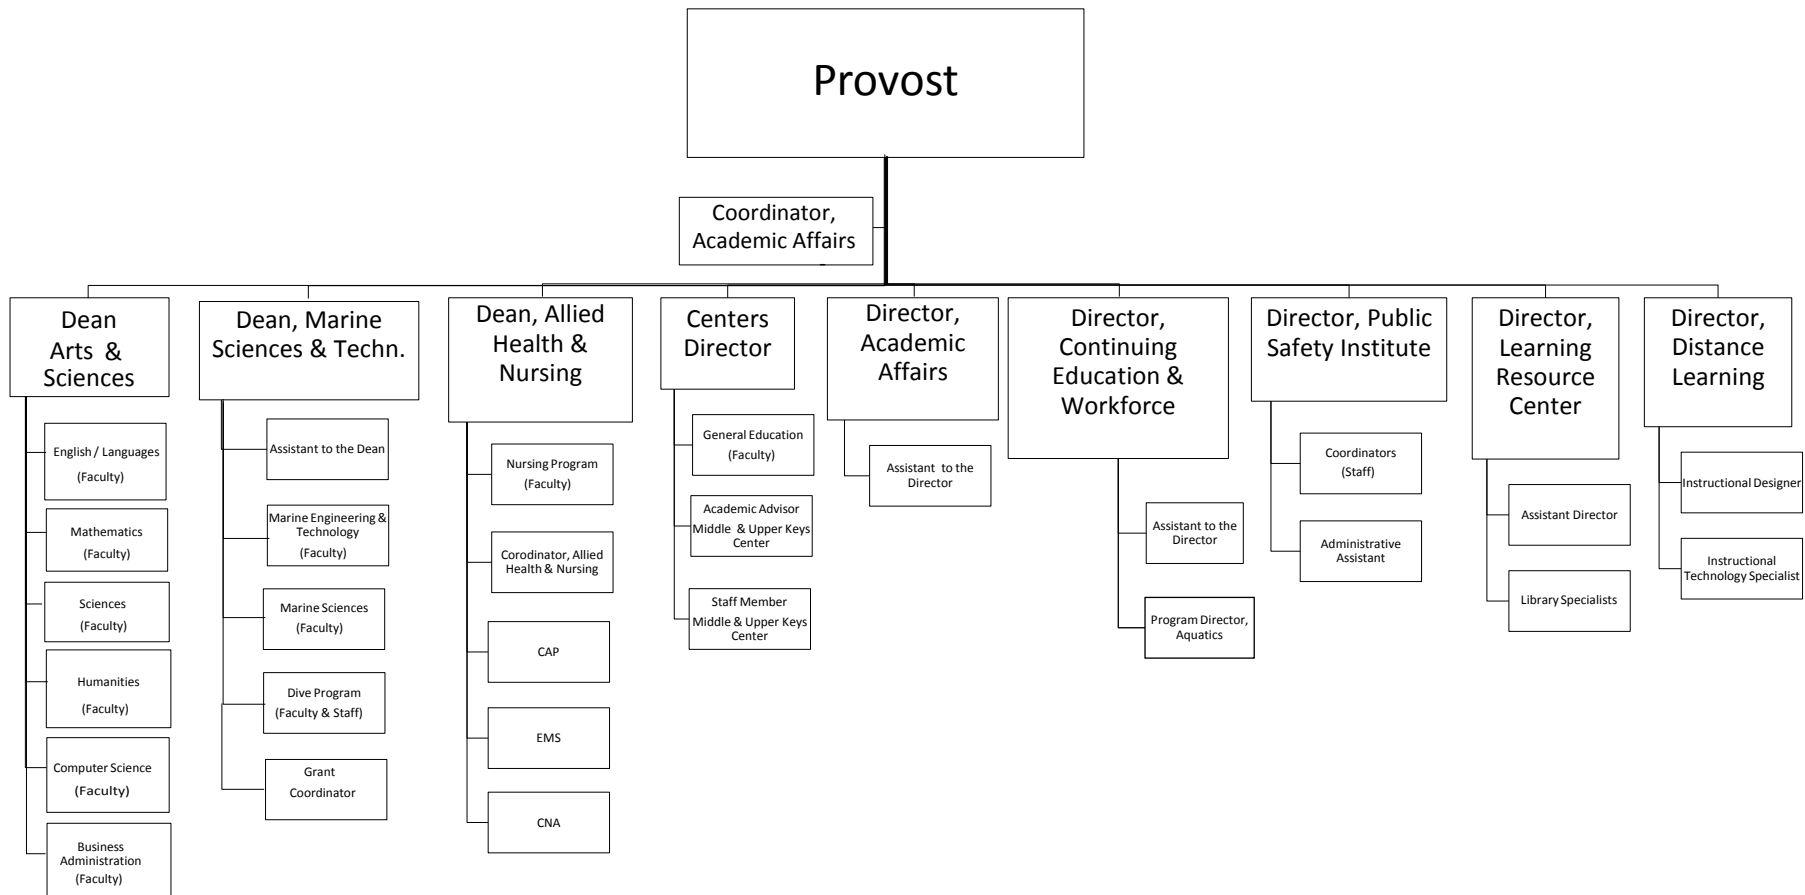 Provost
Coordinator,
Academic Affairs
Dean
Arts & 
Sciences
English / Languages
(Faculty)
Mathematics
(Faculty)
Sciences
(Faculty)
Humanities
(Faculty)
Computer Science
(Faculty)
Business
Administration
(Faculty)
Dean, Marine
Sciences & Techn.
Assistant to the Dean
Marine Engineering &
Technology
(Faculty)
Marine Sciences
(Faculty)
Dive Program
(Faculty & Staff)
Grant
Coordinator
Dean, Allied
Health &
Nursing
Nursing Program
(Faculty)
Corodinator, Allied
Health & Nursing
CAP
EMS
CNA
Centers
Director
General Education
(Faculty)
Academic Advisor
Middle & Upper Keys
Center
Staff Member
Middle & Upper Keys
Center
Director,
Academic
Affairs
Assistant to the
Director
Director,
Continuing
Education &
Workforce
Assistant to the
Director
Program Director,
Aquatics
Director, Public
Safety Institute
Coordinators
(Staff)
Administrative
Assistant
Director,
Learning
Resource
Center
Assistant Director
Library Specialists
Director,
Distance
Learning
Instructional Designer
Instructional
Technology Specialist